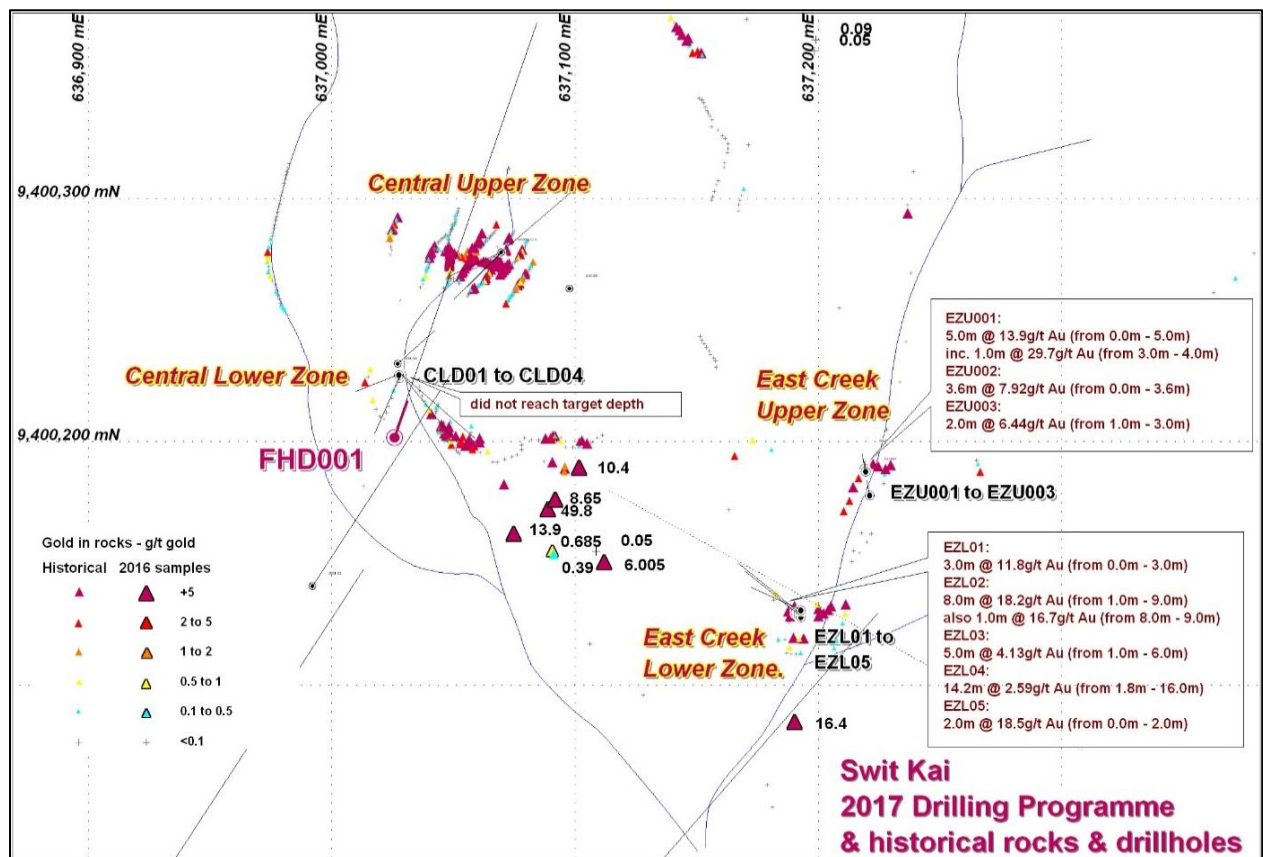 636,900 mE
637,000 mE
637,100 mE
637,200 mE
0.09
0.05
9,400,300 mN
Central Upper Zone
EZU001:
5.0m @ 13.9g/t Au (from 0.0m - 5.0m)
inc. 1.0m @ 29.7g/t Au (from 3.0m - 4.0m)
EZU002:
3.6m @ 7.92g/t Au (from 0.0m - 3.6m)
EZU003:
2.0m @ 6.44g/t Au (from 1.0m - 3.0m)
Central Lower Zone
CLD01 to CLD04
did not reach target depth
East Creek
Upper Zone
9,400,200 mN
FHD001
10.4
EZU001 to EZU003
8.65
49.8
13.9
0.685
0.05
0.39
6.005
Gold in rocks - g/t gold
Historical 2016 samples
+5
2 to 5
1 to 2
0.5 to 1
0.1 to 0.5
<0.1
EZL01:
3.0m @ 11.8g/t Au (from 0.0m - 3.0m)
EZL02:
8.0m @ 18.2g/t Au (from 1.0m - 9.0m)
also 1.0m @ 16.7g/t Au (from 8.0m - 9.0m)
EZL03:
5.0m @ 4.13g/t Au (from 1.0m - 6.0m)
EZL04:
14.2m @ 2.59g/t Au (from 1.8m - 16.0m)
EZL05:
2.0m @ 18.5g/t Au (from 0.0m - 2.0m)
East Creek
Lower Zone.
EZL01 to
EZL05
16.4
Swit Kai
2017 Drilling Programme
& historical rocks & drillholes